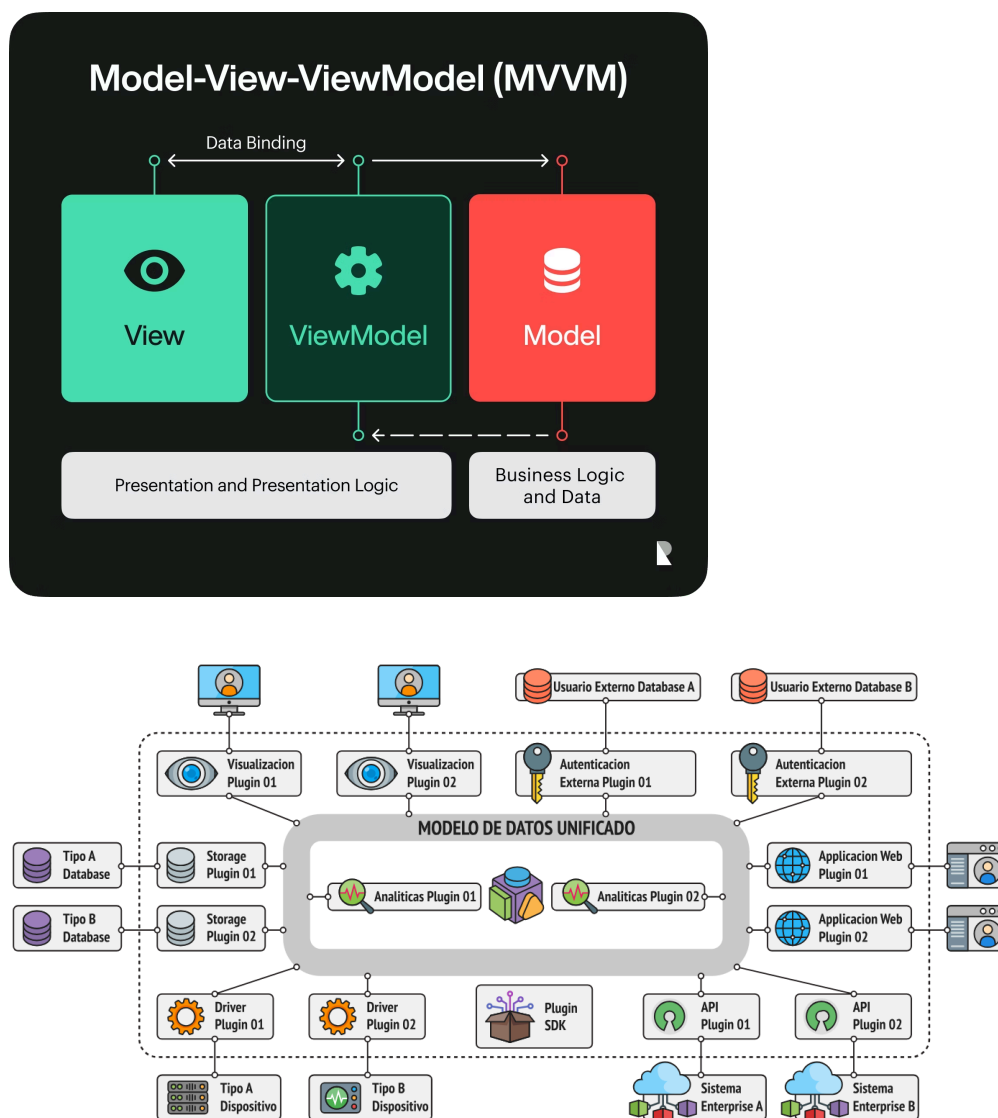 Model-View-ViewModel (MVVM)
Data Binding
View
ViewModel
Model
Presentation and Presentation Logic
Business Logic
and Data
Usuario Externo Database A
Usuario Externo Database B
Visualizacion
Plugin 01
Visualizacion
Plugin 02
Autenticacion
Externa Plugin 01
Autenticacion
Externa Plugin 02
MODELO DE DATOS UNIFICADO
Tipo A
Database
Storage
Plugin 01
Analiticas Plugin 01
Analiticas Plugin 02
Applicacion Web
Plugin 01
Tipo B
Database
Storage
Plugin 02
Applicacion Web
Plugin 02
Driver
Plugin 01
Driver
Plugin 02
Plugin
SDK
API
Plugin 01
API
Plugin 02
Tipo A
Dispositivo
Tipo B
Dispositivo
Sistema
Enterprise A
Sistema
Enterprise B